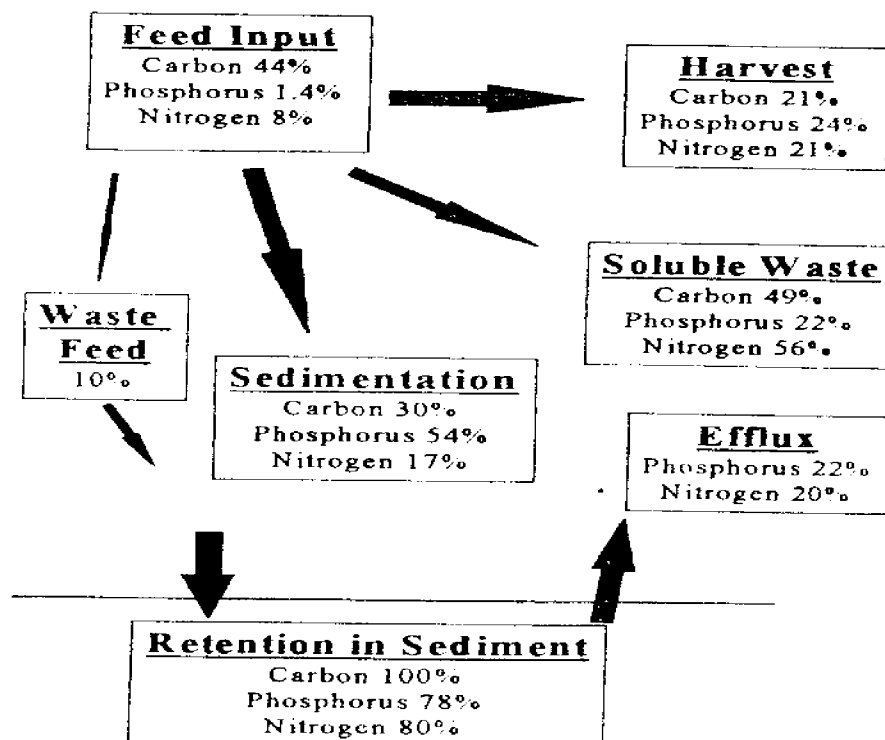 Feed Input
Carbon 44%
Phosphorus 1.4%
Nitrogen 8%
Harvest
Carbon 21%
Phosphorus 24%
Nitrogen 21%
Soluble Waste
Carbon 49%
Phosphorus 22%
Nitrogen 56%
Waste
Feed
10%
Sedimentation
Carbon 30%
Phosphorus 54%
Nitrogen 17%
Efflux
Phosphorus 22%
Nitrogen 20%
Retention in Sediment
Carbon 100%
Phosphorus 78%
Nitrogen 80%